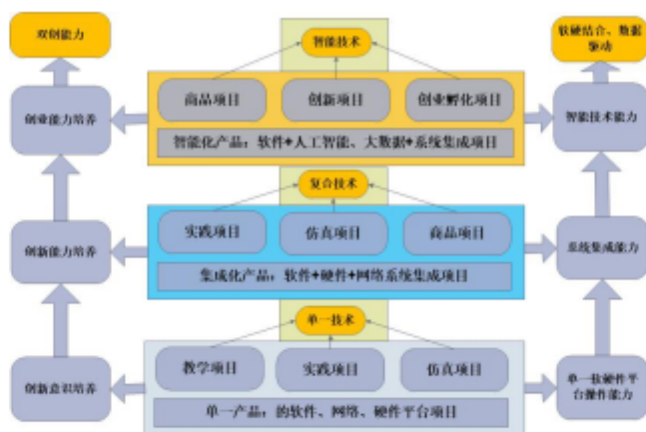 双创能力
智能技术
软硬结合、数据
驱动
商品项目
创新项目
创业孵化项目
创业能力培养
智能技术能力
智能化产品：软件+人工智能、大数据+系统集成项目
复合技术
实践项目
仿真项目
商品项目
创新能力培养
系统集成能力
集成化产品：软件+硬件+网络系统集成项目
单一技术
教学项目
实践项目
仿真项目
创新意识培养
单一软硬件平
台操作能力
单一产品：的软件、网络、硬件平台项目